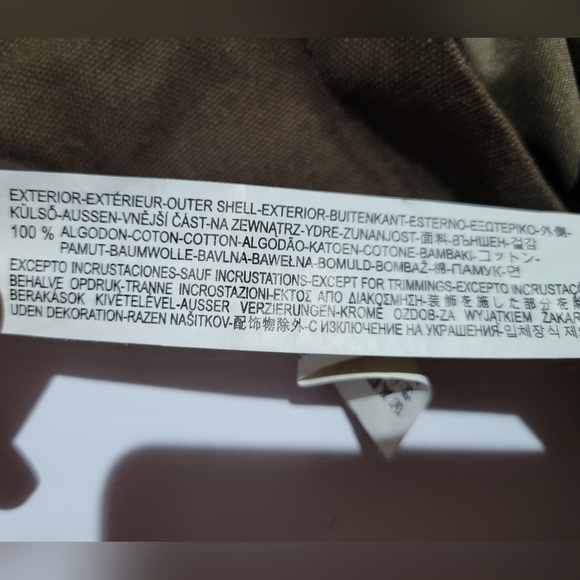 EXTERIOR-EXTÉRIEUR-OUTER SHELL-EXTERIOR-BUITENKANT-ESTERNO-ΕΞΩΤΕΡΙΚΟ-外側-
KÜLSŐ-AUSSEN-VNĚJŠÍ ČÁST-NA ZEWNĄTRZ-YDRE-ZUNANJOST-面料-ВЪНШЕН-겉감
100 % ALGODON-COTON-COTTON-ALGODÃO-KATOEN-COTONE-BAMBAKI-コットン-
PAMUT-BAUMWOLLE-BAVLNA-BAWEŁNA-BOMULD-BOMBAŽ-棉-ПАМУК-면
EXCEPTO INCRUSTACIONES-SAUF INCRUSTATIONS-EXCEPT FOR TRIMMINGS-EXCEPTO INCRUSTAÇ
BEHALVE OPDRUK-TRANNE INCROSTAZIONI-ΕΚΤΟΣ ΑΠΟ ΔΙΑΚΟΣΜΗΣΗ-装飾を施した部分を
BERAKÁSOK KIVÉTELÉVEL-AUSSER VERZIERUNGEN-KROMĚ OZDOB-ZA WYJĄTKIEM ŻAKAR
UDEN DEKORATION-RAZEN NAŠITKOV-配饰物除外-С ИЗКЛЮЧЕНИЕ НА УКРАШЕНИЯ-입체장식 제